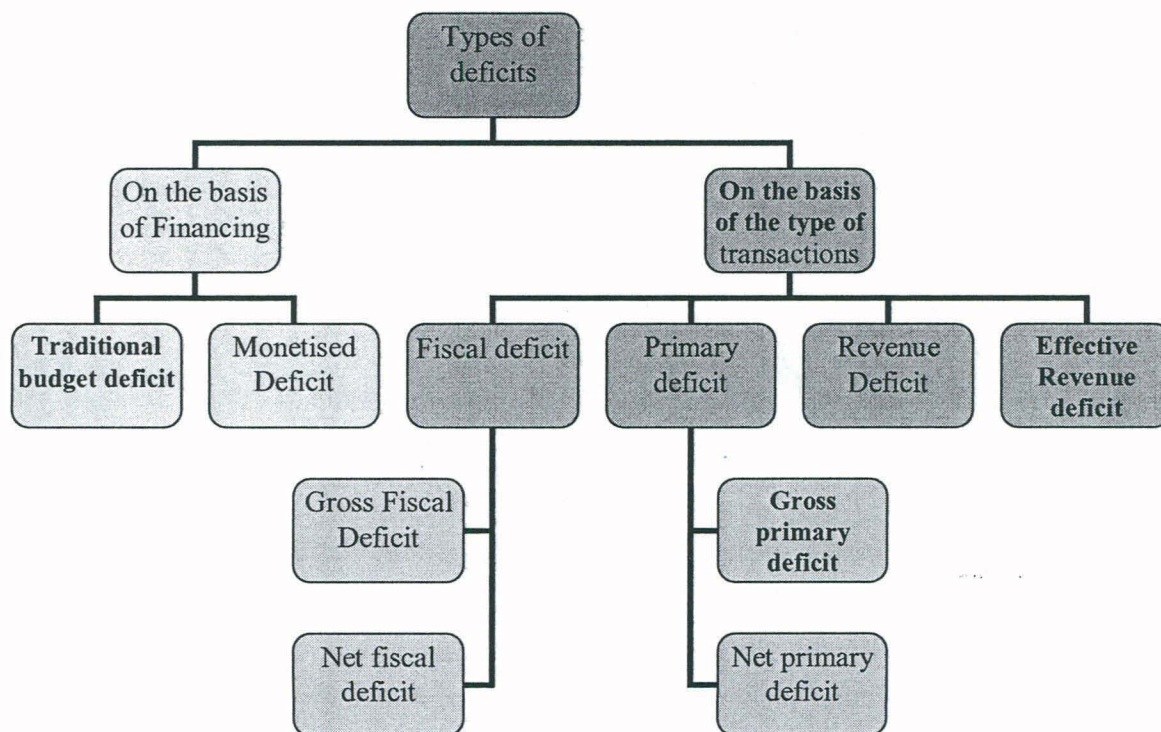 Types of
deficits
On the basis
of Financing
On the basis
of the type of
transactions
Traditional
budget deficit
Monetised
Deficit
Fiscal deficit
Primary
deficit
Revenue
Deficit
Effective
Revenue
deficit
Gross Fiscal
Deficit
Gross
primary
deficit
Net fiscal
deficit
Net primary
deficit